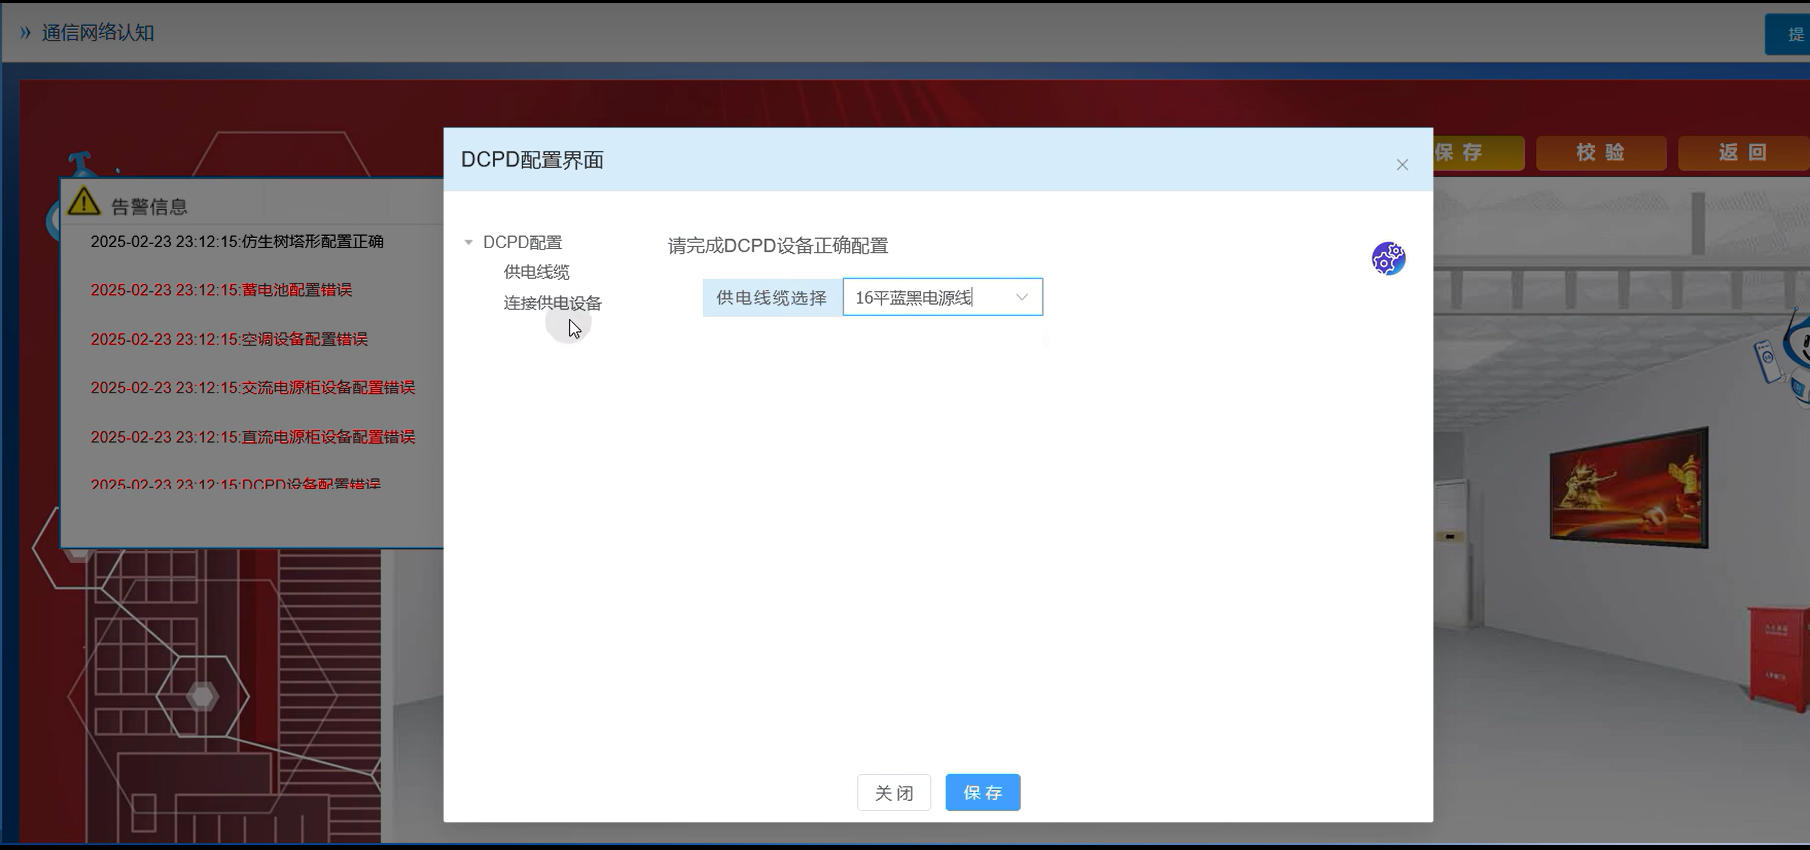 » 通信网络认知
提
保 存
校 验
返 回
告警信息
2025-02-23 23:12:15:仿生树塔形配置正确
2025-02-23 23:12:15:蓄电池配置错误
2025-02-23 23:12:15:空调设备配置错误
2025-02-23 23:12:15:交流电源柜设备配置错误
2025-02-23 23:12:15:直流电源柜设备配置错误
2025-02-23 23:12:15:DCPD设备配置错误
DCPD配置界面
DCPD配置
供电线缆
连接供电设备
请完成DCPD设备正确配置
供电线缆选择
16平蓝黑电源线
关 闭
保 存